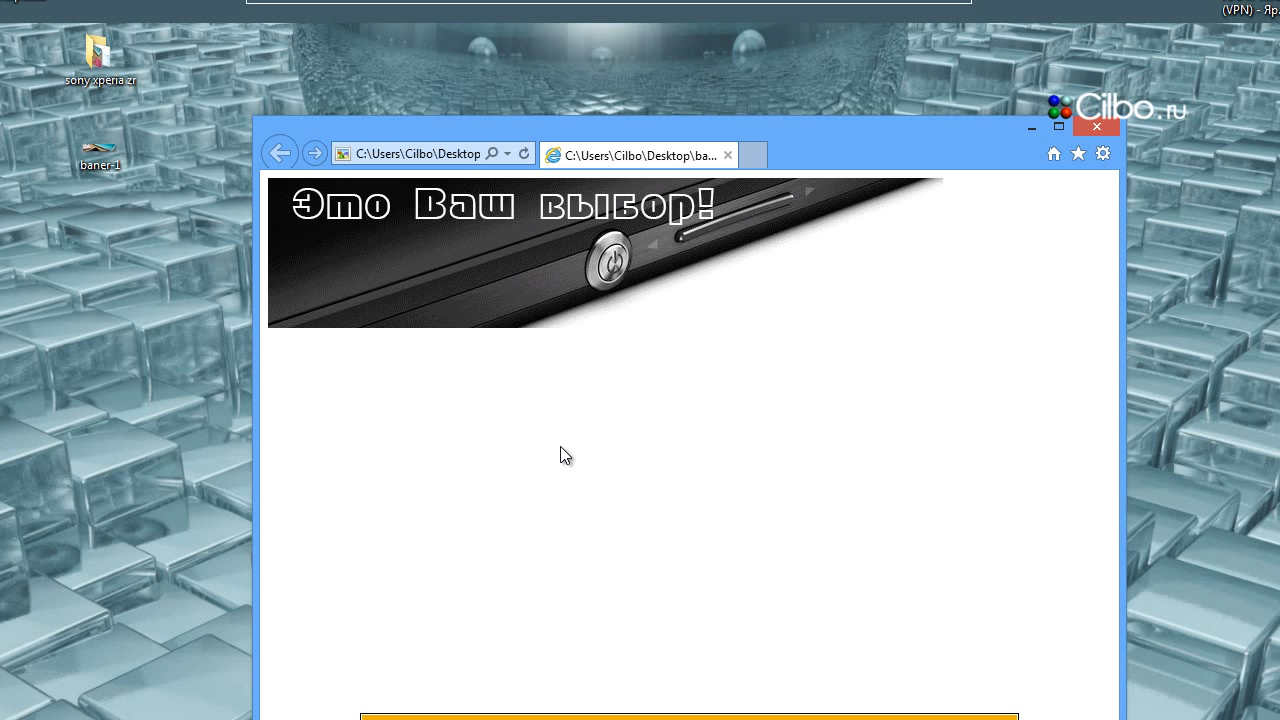 (VPN) - Яр.
sony xperia zr
baner-1
Cilbo.ru
C:\Users\Cilbo\Desktop
C:\Users\Cilbo\Desktop\ba...
Это Ваш выбор!